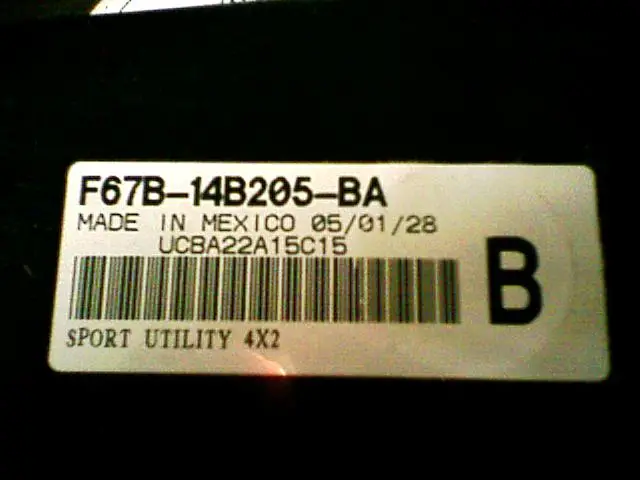 F67B-14B205-BA
MADE IN MEXICO 05/01/28
UCBA22A15C15
B
SPORT UTILITY 4X2